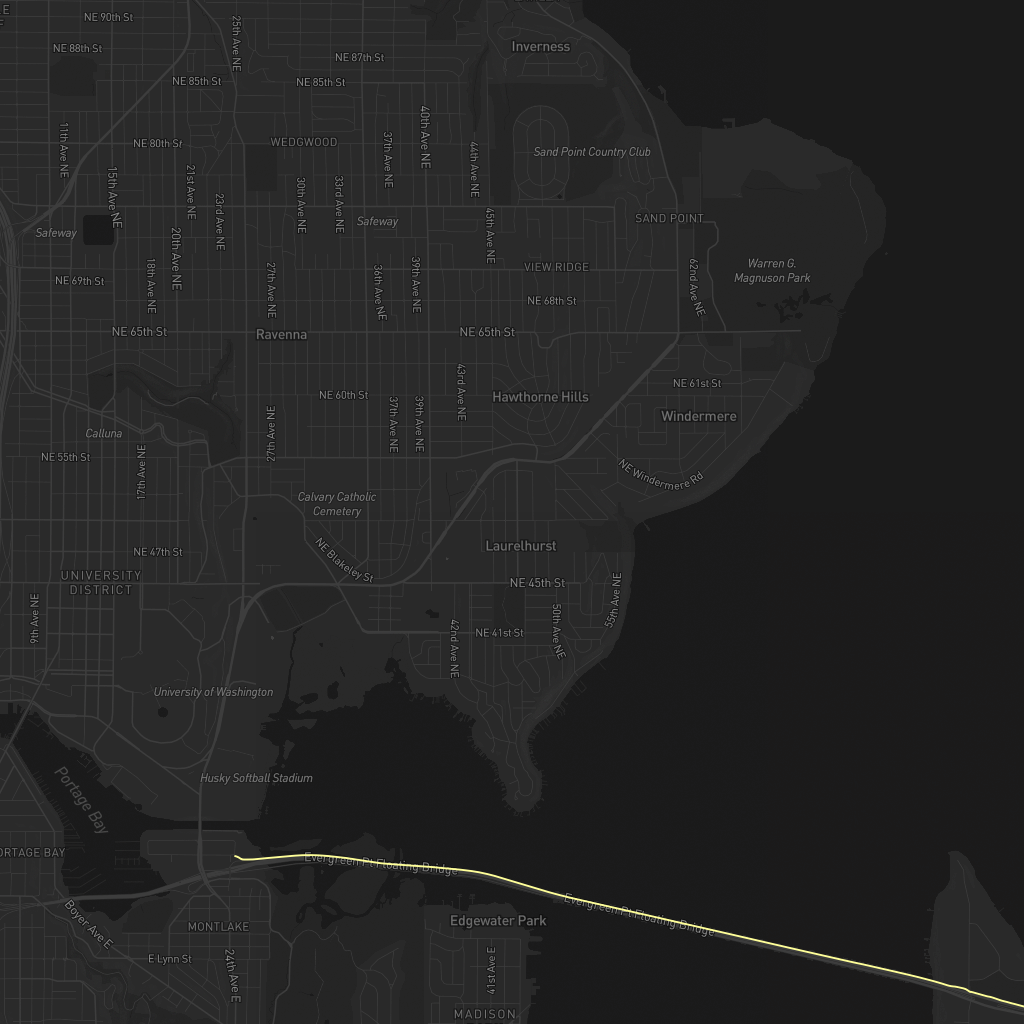 NE 90th St
25th Ave NE
Inverness
NE 88th St
NE 87th St
NE 85th St
NE 85th St
40th Ave NE
11th Ave NE
NE 80th St
WEDGWOOD
37th Ave NE
44th Ave NE
Sand Point Country Club
15th Ave NE
21st Ave NE
23rd Ave NE
30th Ave NE
33rd Ave NE
Safeway
Safeway
45th Ave NE
SAND POINT
20th Ave NE
18th Ave NE
27th Ave NE
36th Ave NE
39th Ave NE
VIEW RIDGE
62nd Ave NE
Warren G.
Magnuson Park
NE 69th St
NE 68th St
NE 65th St
Ravenna
NE 65th St
43rd Ave NE
NE 61st St
NE 60th St
Hawthorne Hills
Windermere
37th Ave NE
39th Ave NE
27th Ave NE
Calluna
NE 55th St
17th Ave NE
NE Windermere Rd
Calvary Catholic
Cemetery
NE 47th St
NE Blakeley St
Laurelhurst
UNIVERSITY
DISTRICT
NE 45th St
55th Ave NE
9th Ave NE
42nd Ave NE
NE 41st St
50th Ave NE
University of Washington
Husky Softball Stadium
Portage Bay
ORTAGE BAY
Evergreen Pt Floating Bridge
Evergreen Pt Floating Bridge
Boyer Ave E
MONTLAKE
Edgewater Park
E Lynn St
24th Ave E
41st Ave E
MADISON